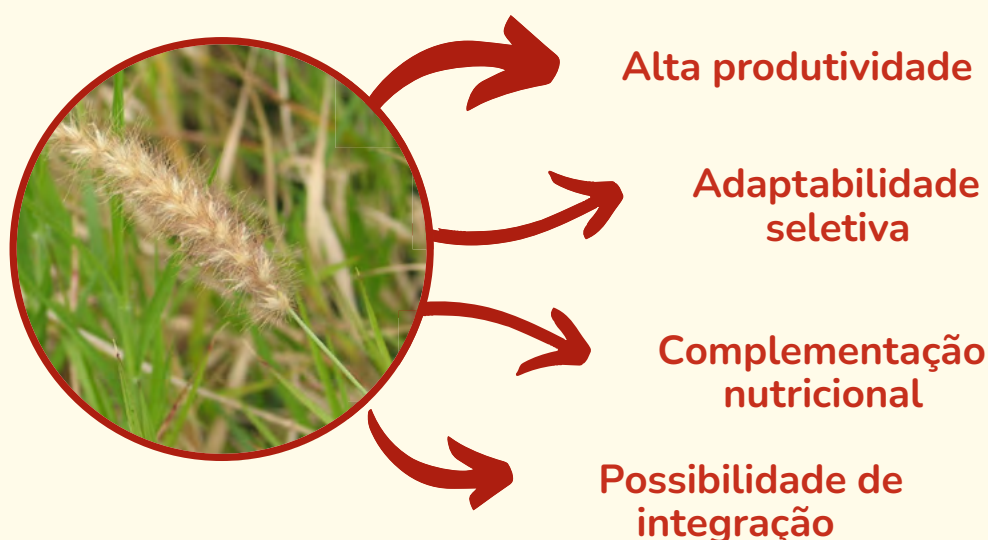 Alta produtividade
Adaptabilidade
seletiva
Complementação
nutricional
Possibilidade de
integração